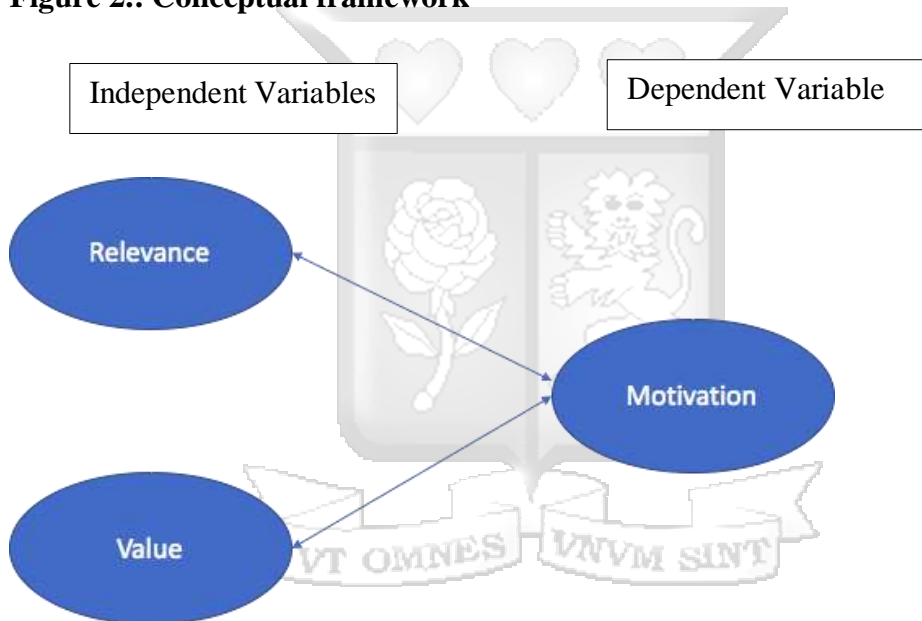 Figure 2.: Conceptual framework
Independent Variables
Dependent Variable
Relevance
Motivation
Value
VT OMNES VNVM SINT